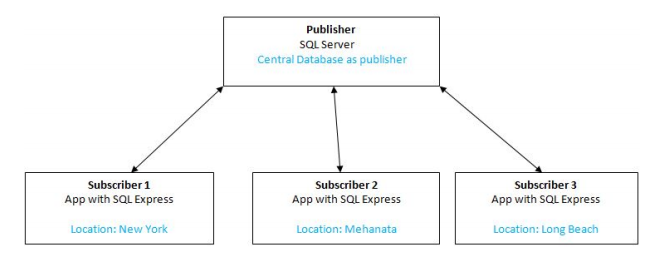 Publisher
SQL Server
Central Database as publisher
Subscriber 1
App with SQL Express
Location: New York
Subscriber 2
App with SQL Express
Location: Mehanata
Subscriber 3
App with SQL Express
Location: Long Beach